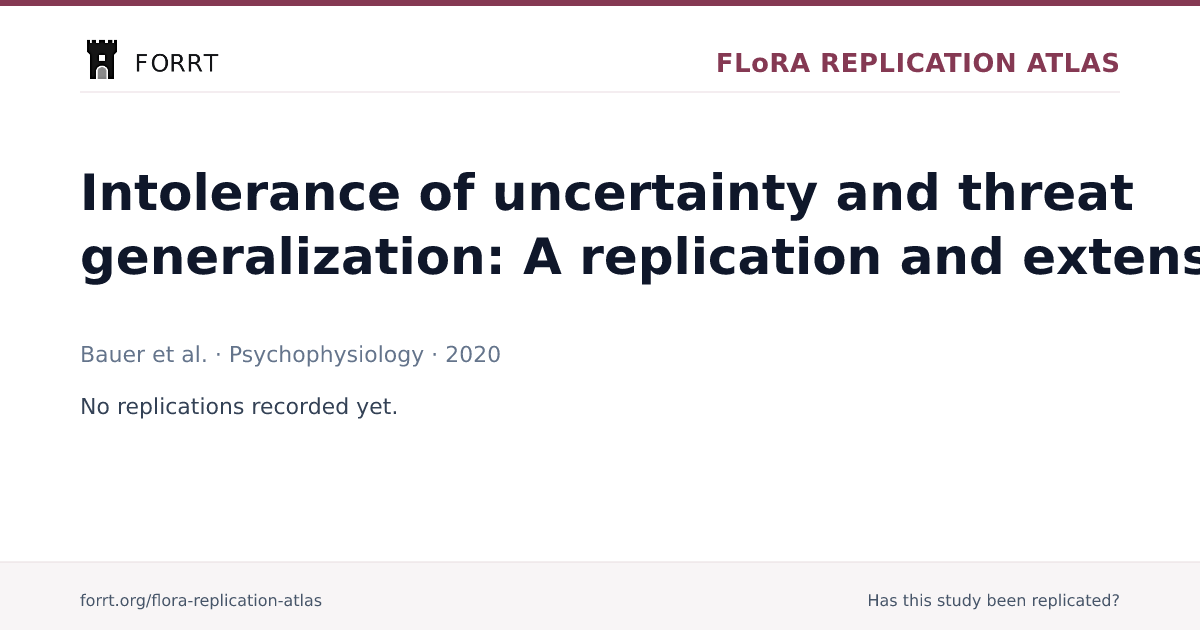 FORRT
FLoRA REPLICATION ATLAS
Intolerance of uncertainty and threat
generalization: A replication and extens
Bauer et al. · Psychophysiology · 2020
No replications recorded yet.
forrt.org/flora-replication-atlas
Has this study been replicated?